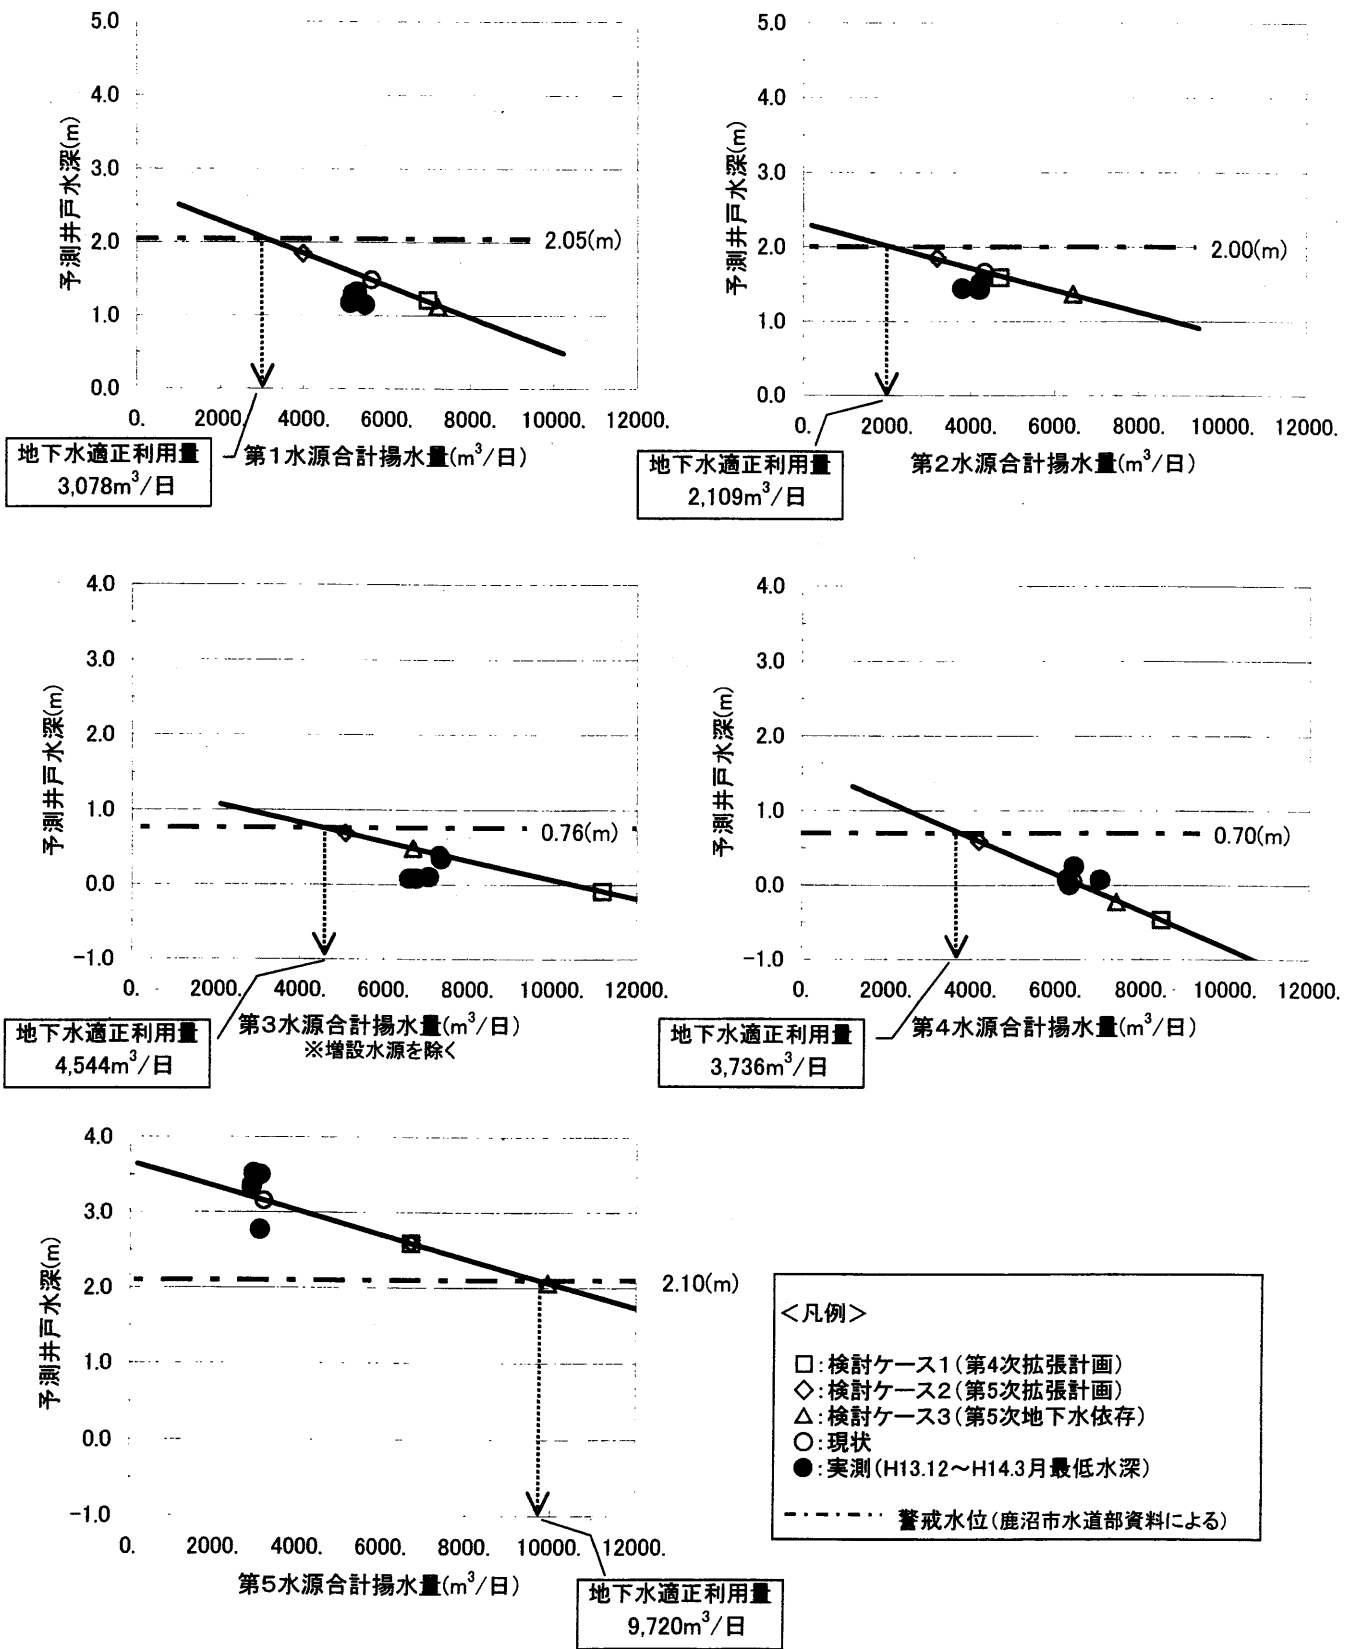 5.0
4.0
3.0
2.0
1.0
0.0
予測井戸水深(m)
2.05(m)
0. 2000. 4000. 6000. 8000. 10000. 12000.
第1水源合計揚水量(m³/日)
地下水適正利用量
3,078m³/日
5.0
4.0
3.0
2.0
1.0
0.0
予測井戸水深(m)
2.00(m)
0. 2000. 4000. 6000. 8000. 10000. 12000.
第2水源合計揚水量(m³/日)
地下水適正利用量
2,109m³/日
4.0
3.0
2.0
1.0
0.0
-1.0
予測井戸水深(m)
0.76(m)
0. 2000. 4000. 6000. 8000. 10000. 12000.
第3水源合計揚水量(m³/日)
※増設水源を除く
地下水適正利用量
4,544m³/日
4.0
3.0
2.0
1.0
0.0
-1.0
予測井戸水深(m)
0.70(m)
0. 2000. 4000. 6000. 8000. 10000. 12000.
第4水源合計揚水量(m³/日)
地下水適正利用量
3,736m³/日
4.0
3.0
2.0
1.0
0.0
-1.0
予測井戸水深(m)
2.10(m)
0. 2000. 4000. 6000. 8000. 10000. 12000.
第5水源合計揚水量(m³/日)
地下水適正利用量
9,720m³/日
<凡例>
□:検討ケース1(第4次拡張計画)
◇:検討ケース2(第5次拡張計画)
△:検討ケース3(第5次地下水依存)
○:現状
●:実測(H13.12～H14.3月最低水深)
警戒水位(鹿沼市水道部資料による)